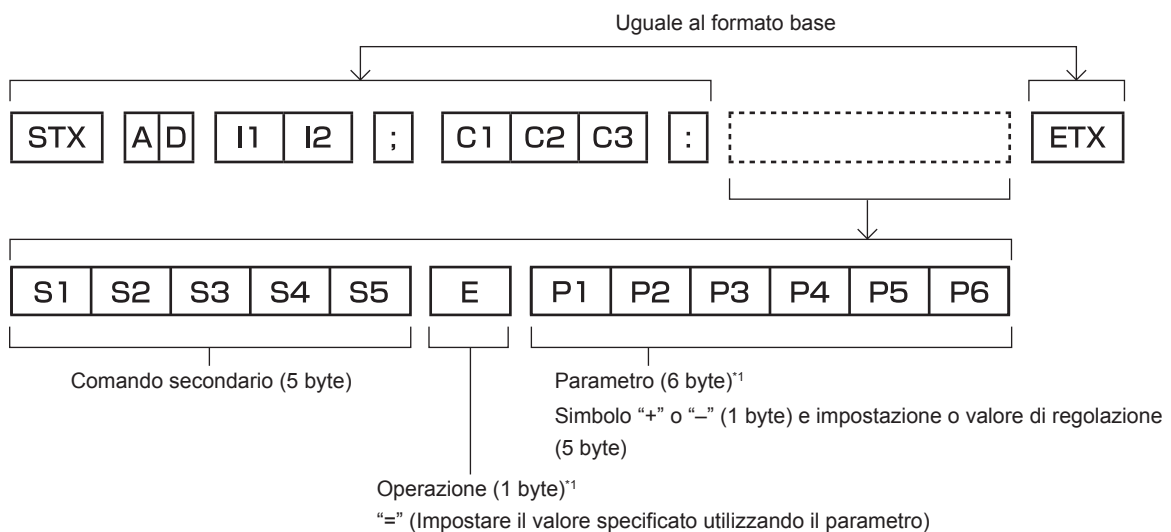 Uguale al formato base
STX A D I1 I2 ; C1 C2 C3 : ETX
S1 S2 S3 S4 S5 E P1 P2 P3 P4 P5 P6
Comando secondario (5 byte)
Parametro (6 byte)*1
Simbolo “+” o “–” (1 byte) e impostazione o valore di regolazione
(5 byte)
Operazione (1 byte)*1
“=” (Impostare il valore specificato utilizzando il parametro)